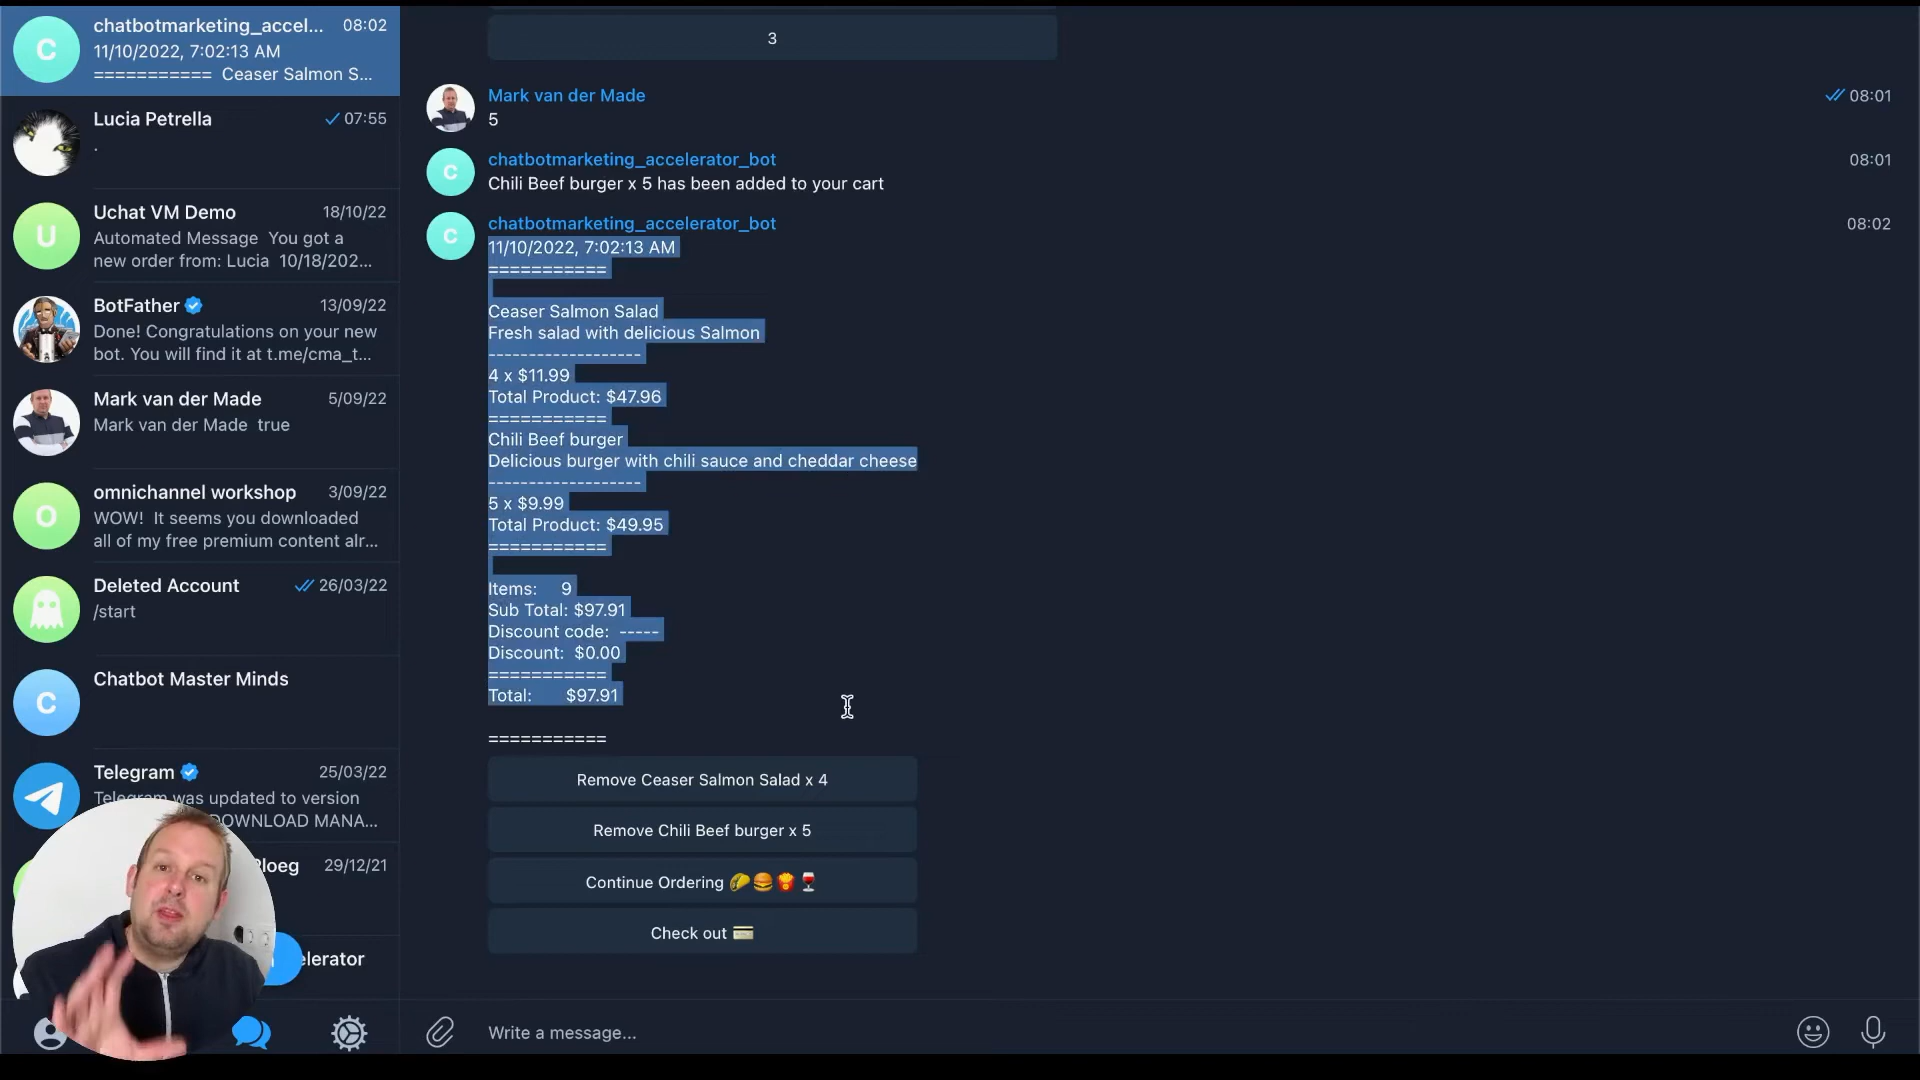 chatbotmarketing_accel... 08:02
11/10/2022, 7:02:13 AM
=========== Ceaser Salmon S...
Lucia Petrella 07:55
.
Uchat VM Demo 18/10/22
Automated Message You got a
new order from: Lucia 10/18/202...
BotFather 13/09/22
Done! Congratulations on your new
bot. You will find it at t.me/cma_t...
Mark van der Made 5/09/22
Mark van der Made true
omnichannel workshop 3/09/22
WOW! It seems you downloaded
all of my free premium content alr...
Deleted Account 26/03/22
/start
Chatbot Master Minds
Telegram 25/03/22
Telegram was updated to version
DOWNLOAD MANA...
Ploeg 29/12/21
elerator
C
C
U
O
C
3
Mark van der Made 08:01
5
C
chatbotmarketing_accelerator_bot 08:01
Chili Beef burger x 5 has been added to your cart
C
chatbotmarketing_accelerator_bot 08:02
11/10/2022, 7:02:13 AM
===========
Ceaser Salmon Salad
Fresh salad with delicious Salmon
-------------------
4 x $11.99
Total Product: $47.96
===========
Chili Beef burger
Delicious burger with chili sauce and cheddar cheese
-------------------
5 x $9.99
Total Product: $49.95
===========
Items: 9
Sub Total: $97.91
Discount code: -----
Discount: $0.00
===========
Total: $97.91
===========
Remove Ceaser Salmon Salad x 4
Remove Chili Beef burger x 5
Continue Ordering 🌮🍔🍟🍷
Check out 💳
Write a message...